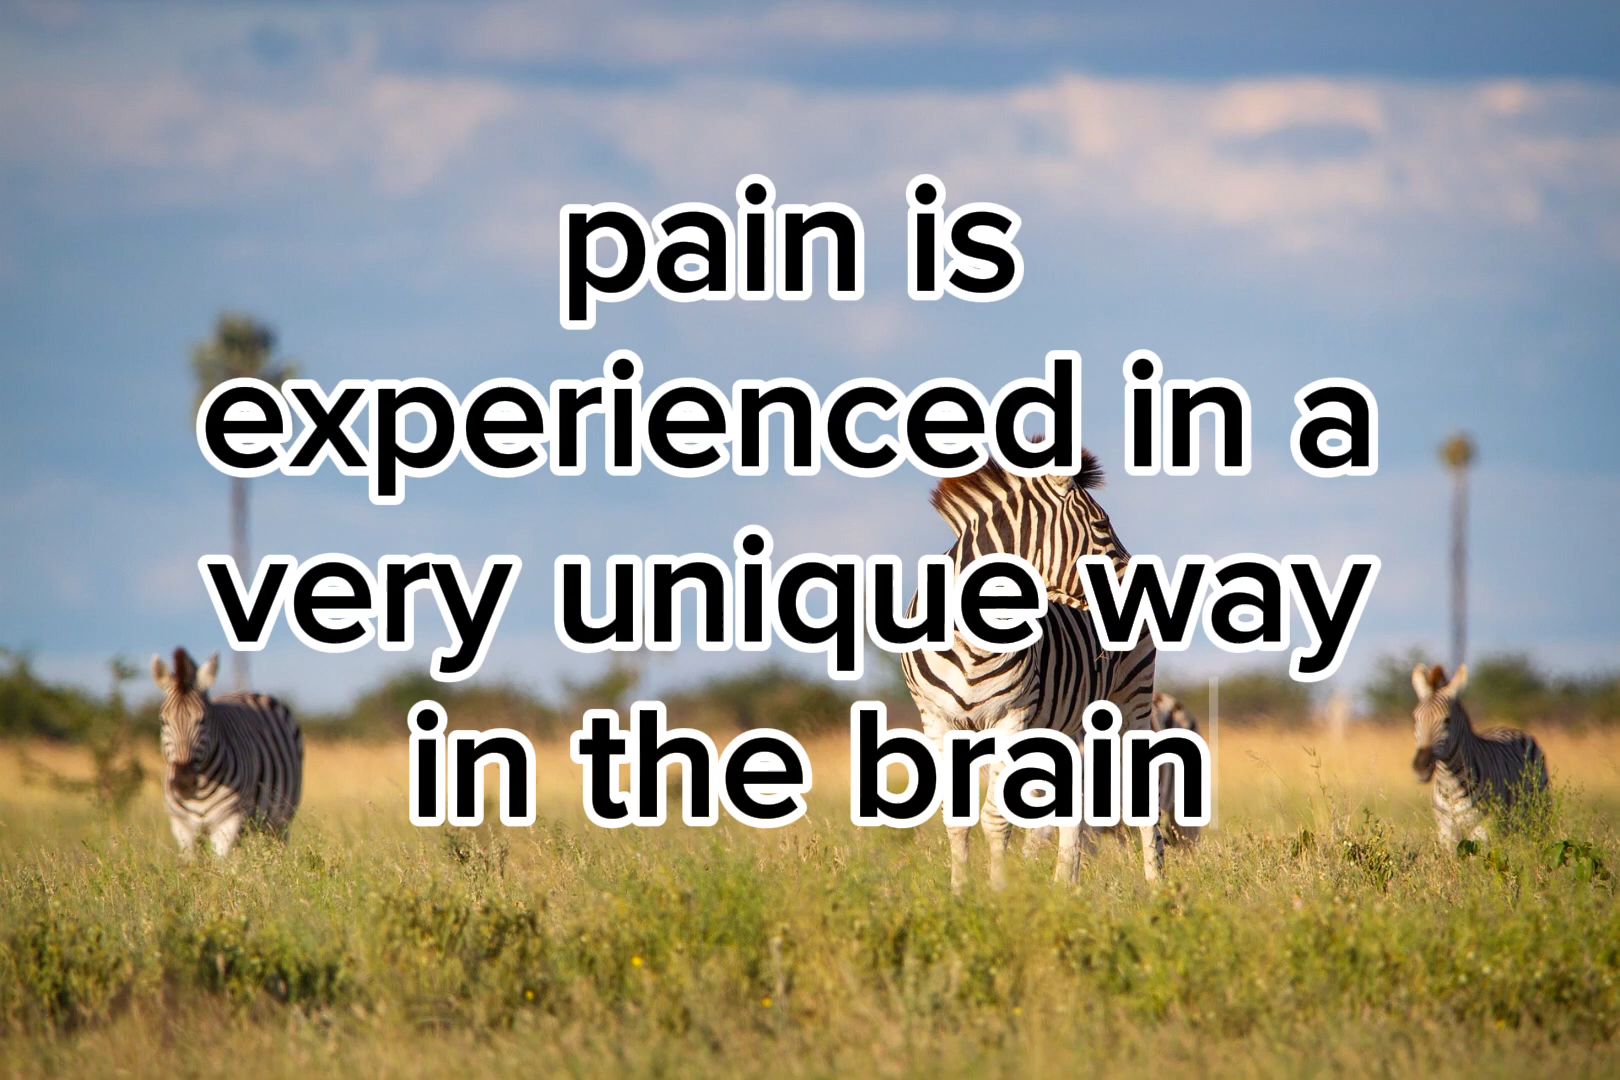 pain is
experienced in a
very unique way
in the brain